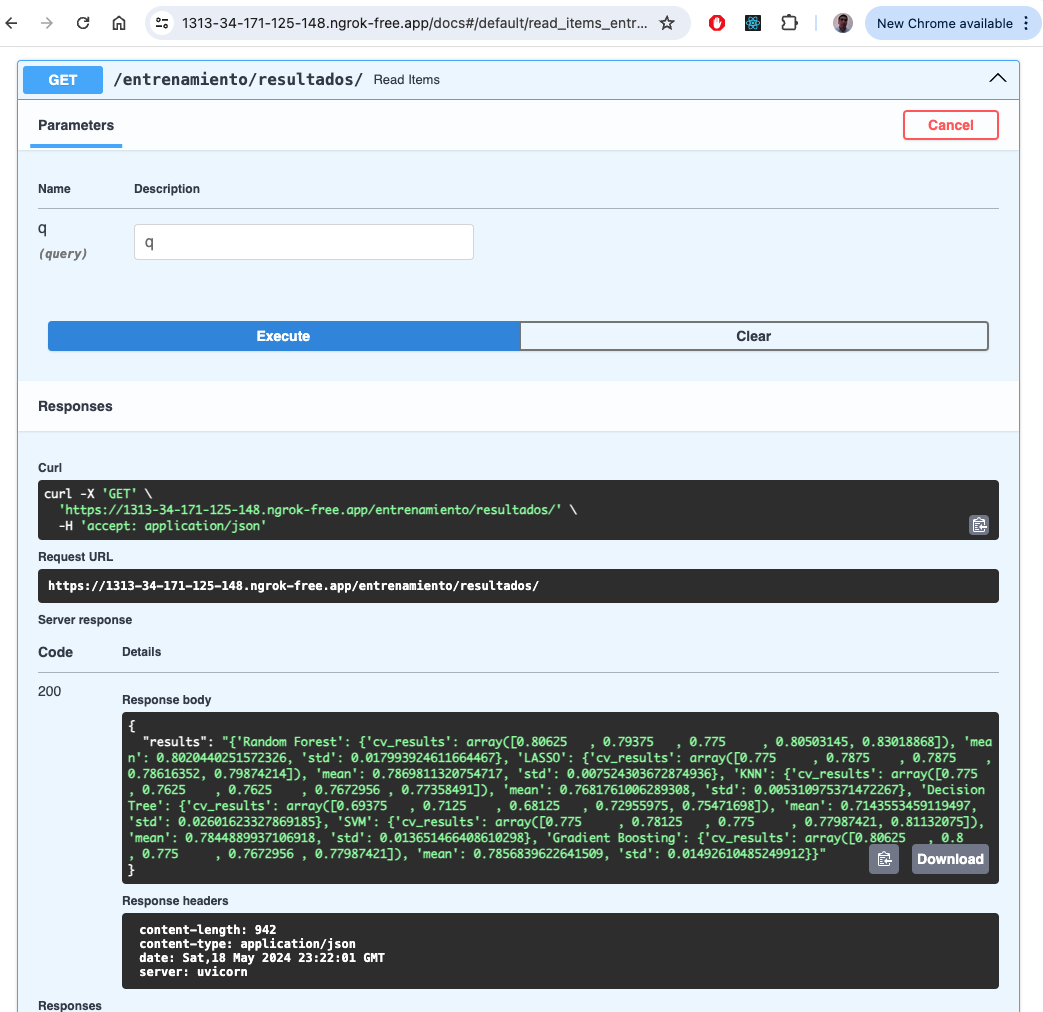 1313-34-171-125-148.ngrok-free.app/docs#/default/read_items_entr...
New Chrome available
GET /entrenamiento/resultados/ Read Items
Parameters
Cancel
Name Description
q
(query)
q
Execute
Clear
Responses
Curl
curl -X 'GET' \
'https://1313-34-171-125-148.ngrok-free.app/entrenamiento/resultados/' \
-H 'accept: application/json'
Request URL
https://1313-34-171-125-148.ngrok-free.app/entrenamiento/resultados/
Server response
Code Details
200
Response body
{
"results": "{'Random Forest': {'cv_results': array([0.80625 , 0.79375 , 0.775 , 0.80503145, 0.83018868]), 'mea
n': 0.8020440251572326, 'std': 0.017993924611664467}, 'LASSO': {'cv_results': array([0.775 , 0.7875 , 0.7875 ,
0.78616352, 0.79874214]), 'mean': 0.7869811320754717, 'std': 0.007524303672874936}, 'KNN': {'cv_results': array([0.775
, 0.7625 , 0.7625 , 0.7672956 , 0.77358491]), 'mean': 0.7681761006289308, 'std': 0.005310975371472267}, 'Decision
Tree': {'cv_results': array([0.69375 , 0.7125 , 0.68125 , 0.72955975, 0.75471698]), 'mean': 0.7143553459119497,
'std': 0.026016233278691​85}, 'SVM': {'cv_results': array([0.775 , 0.78125 , 0.775 , 0.77987421, 0.81132075]),
'mean': 0.7844889937106918, 'std': 0.0136514664086102​98}, 'Gradient Boosting': {'cv_results': array([0.80625 , 0.8
, 0.775 , 0.7672956 , 0.77987421]), 'mean': 0.7856839622641509, 'std': 0.01492610485249912}}"
}
Download
Response headers
content-length: 942
content-type: application/json
date: Sat,18 May 2024 23:22:01 GMT
server: uvicorn
Responses